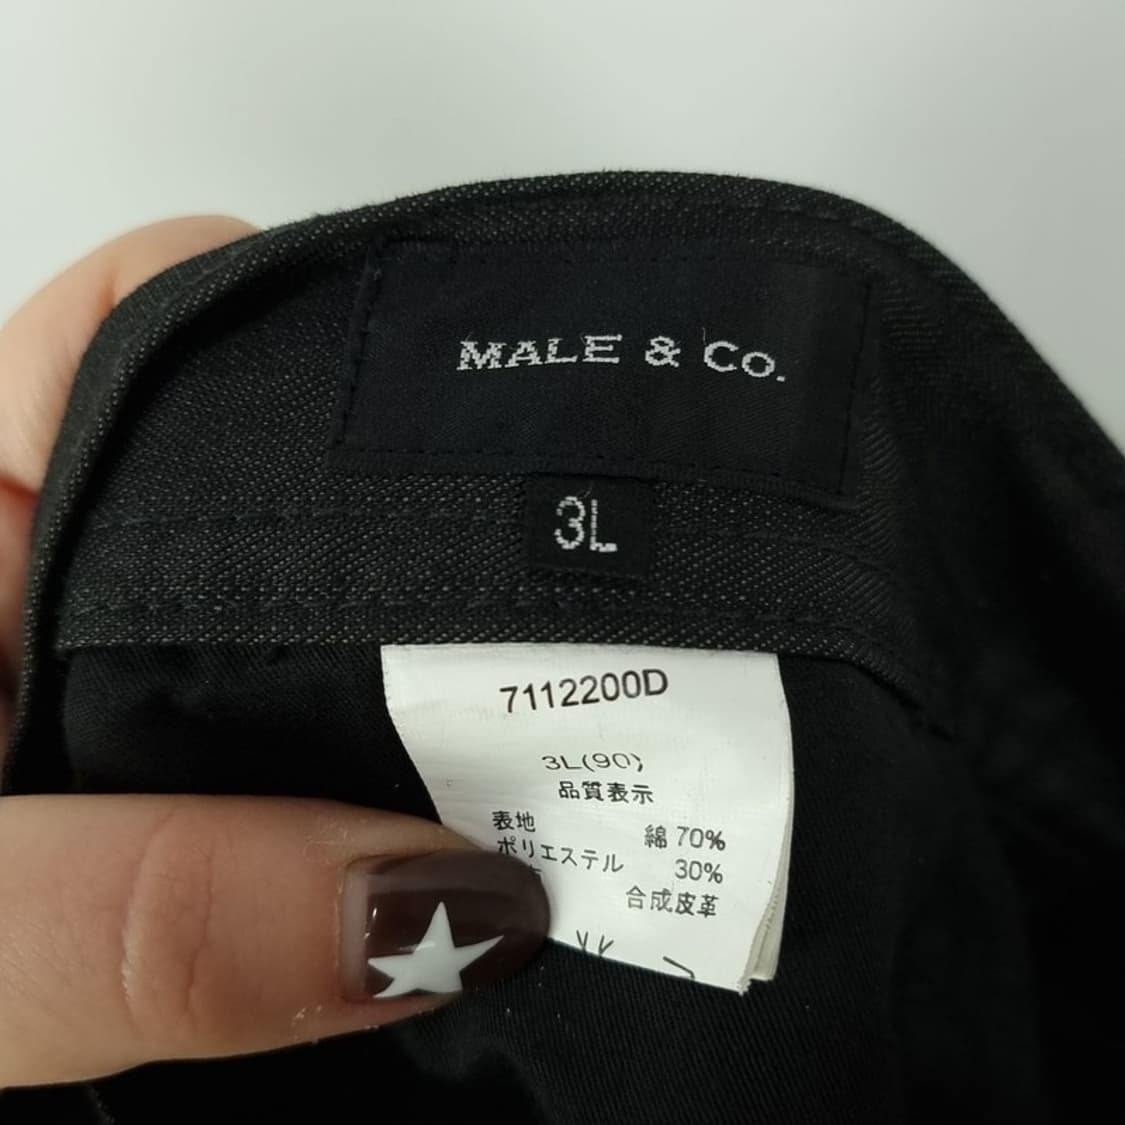 MALE & Co.
3L
7112200D
3L(90)
品質表示
表地 綿 70%
ポリエステル 30%
合成皮革